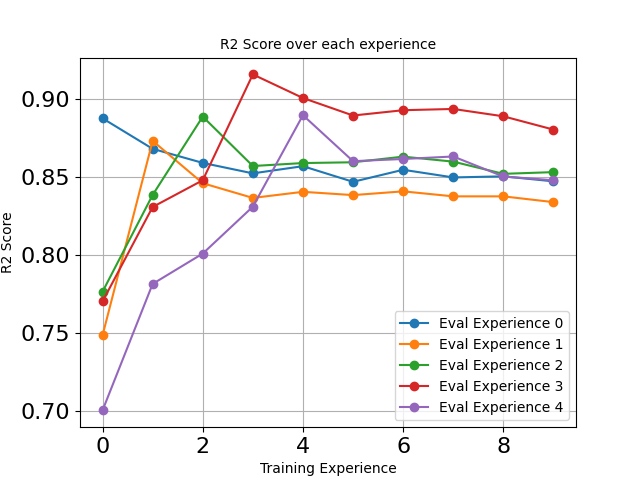 R2 Score over each experience
R2 Score
0.90
0.85
0.80
0.75
0.70
0 2 4 6 8
Training Experience
Eval Experience 0
Eval Experience 1
Eval Experience 2
Eval Experience 3
Eval Experience 4